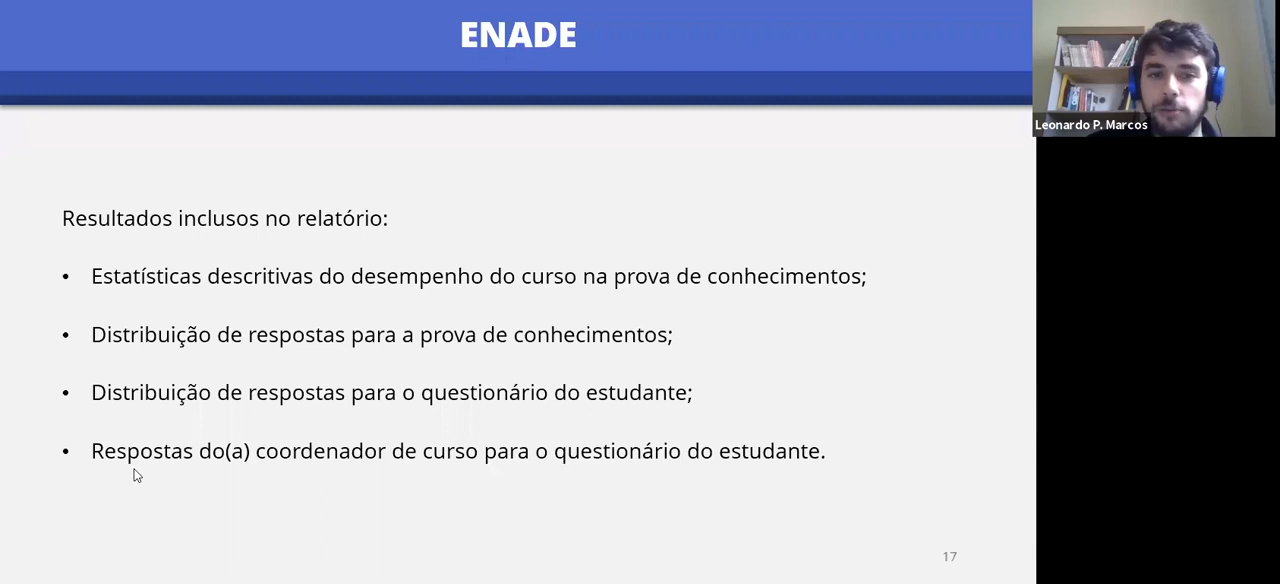 ENADE
Leonardo P. Marcos
Resultados inclusos no relatório:
• Estatísticas descritivas do desempenho do curso na prova de conhecimentos;
• Distribuição de respostas para a prova de conhecimentos;
• Distribuição de respostas para o questionário do estudante;
• Respostas do(a) coordenador de curso para o questionário do estudante.
17